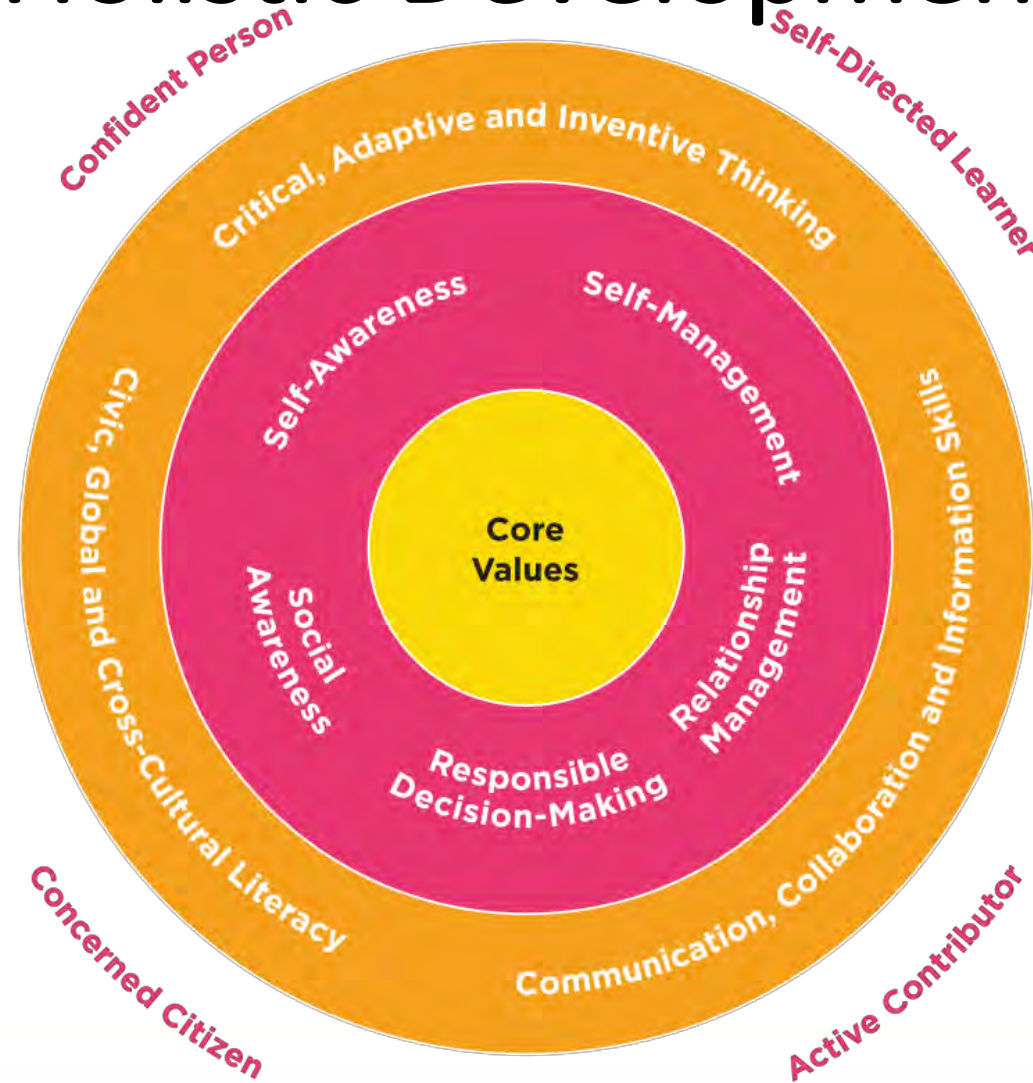 Holistic Development
Confident Person
Self-Directed Learner
Critical, Adaptive and Inventive Thinking
Self-Awareness
Self-Management
Civic, Global and Cross-Cultural Literacy
Communication, Collaboration and Information Skills
Core
Values
Social
Awareness
Relationship
Management
Responsible
Decision-Making
Concerned Citizen
Active Contributor